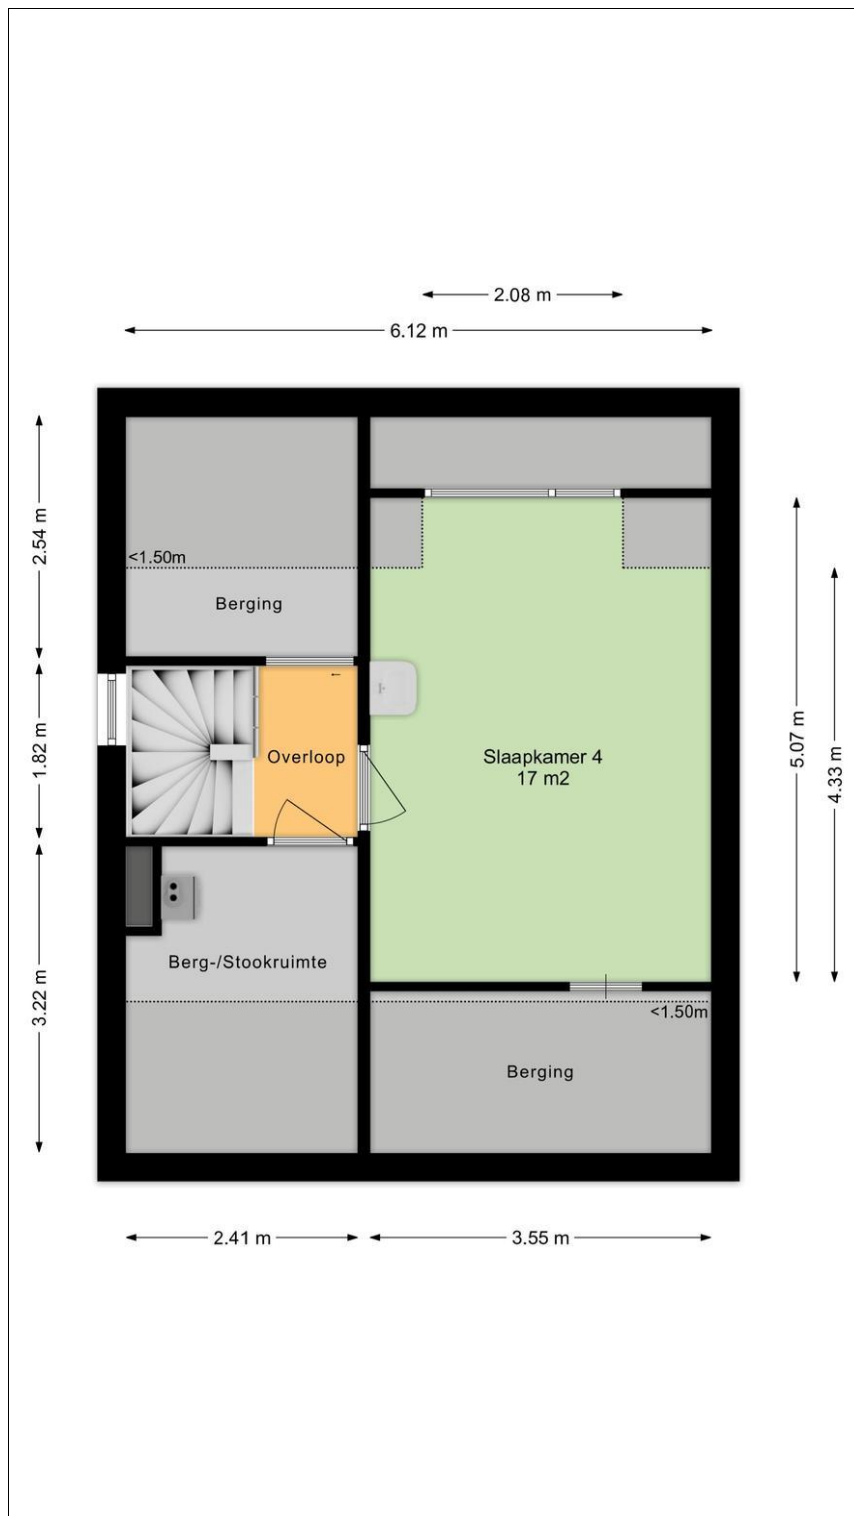 2.08 m
6.12 m
2.54 m
<1.50m
Berging
1.82 m
Overloop
Slaapkamer 4
17 m2
5.07 m
4.33 m
Berg-/Stookruimte
3.22 m
<1.50m
Berging
2.41 m
3.55 m